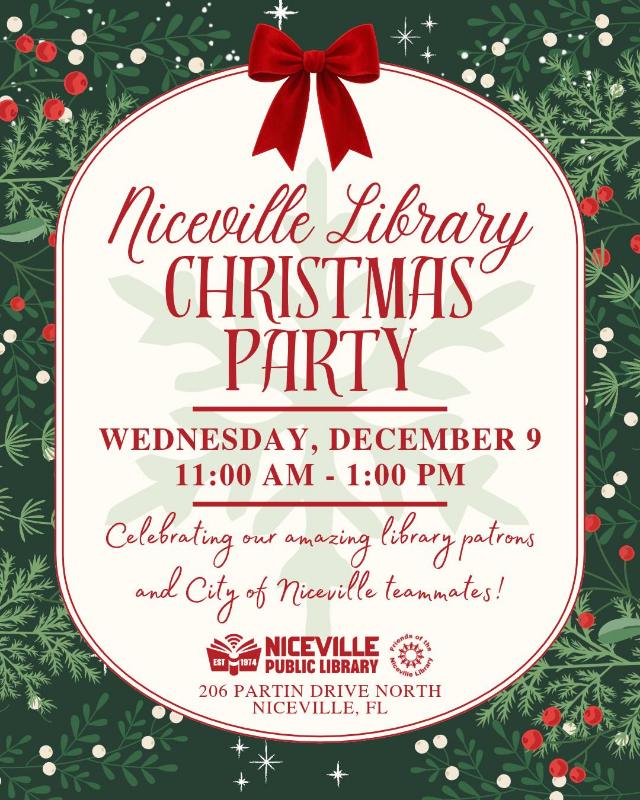 Niceville Library
CHRISTMAS
PARTY
WEDNESDAY, DECEMBER 9
11:00 AM - 1:00 PM
Celebrating our amazing library patrons
and City of Niceville teammates!
EST 1974
NICEVILLE
PUBLIC LIBRARY
Friends of the
Niceville Library
206 PARTIN DRIVE NORTH
NICEVILLE, FL